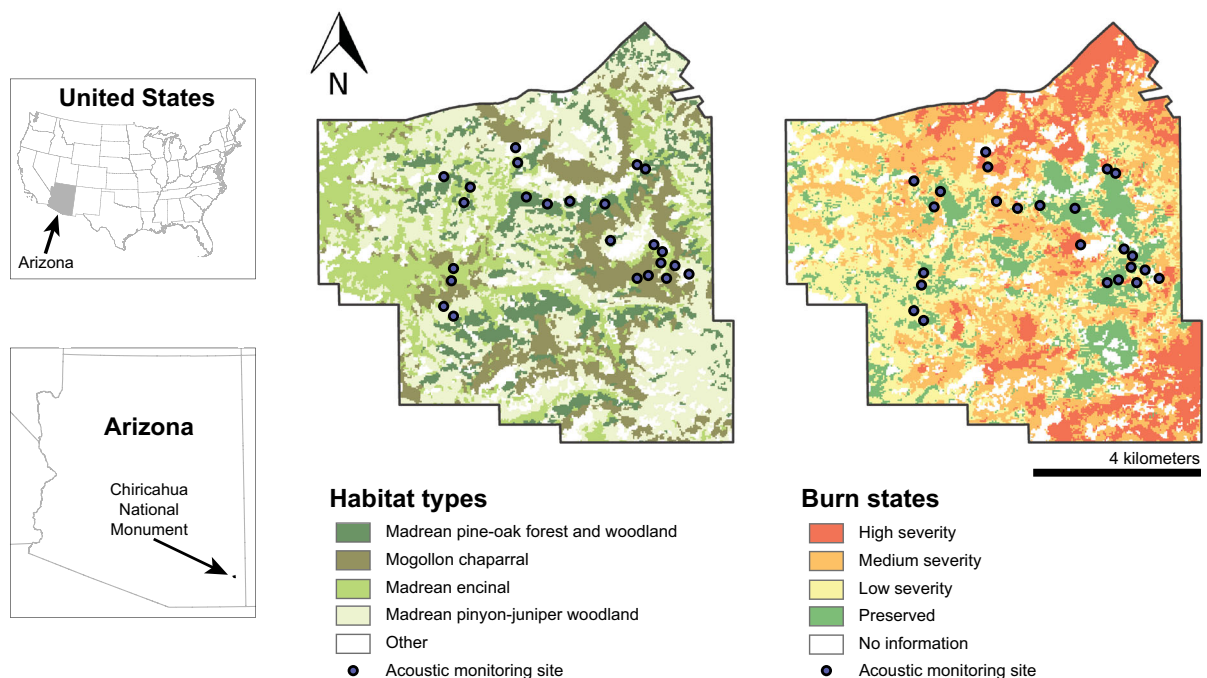 United States
Arizona
Arizona
Chiricahua
National
Monument
N
4 kilometers
Habitat types
Madrean pine-oak forest and woodland
Mogollon chaparral
Madrean encinal
Madrean pinyon-juniper woodland
Other
Acoustic monitoring site
Burn states
High severity
Medium severity
Low severity
Preserved
No information
Acoustic monitoring site